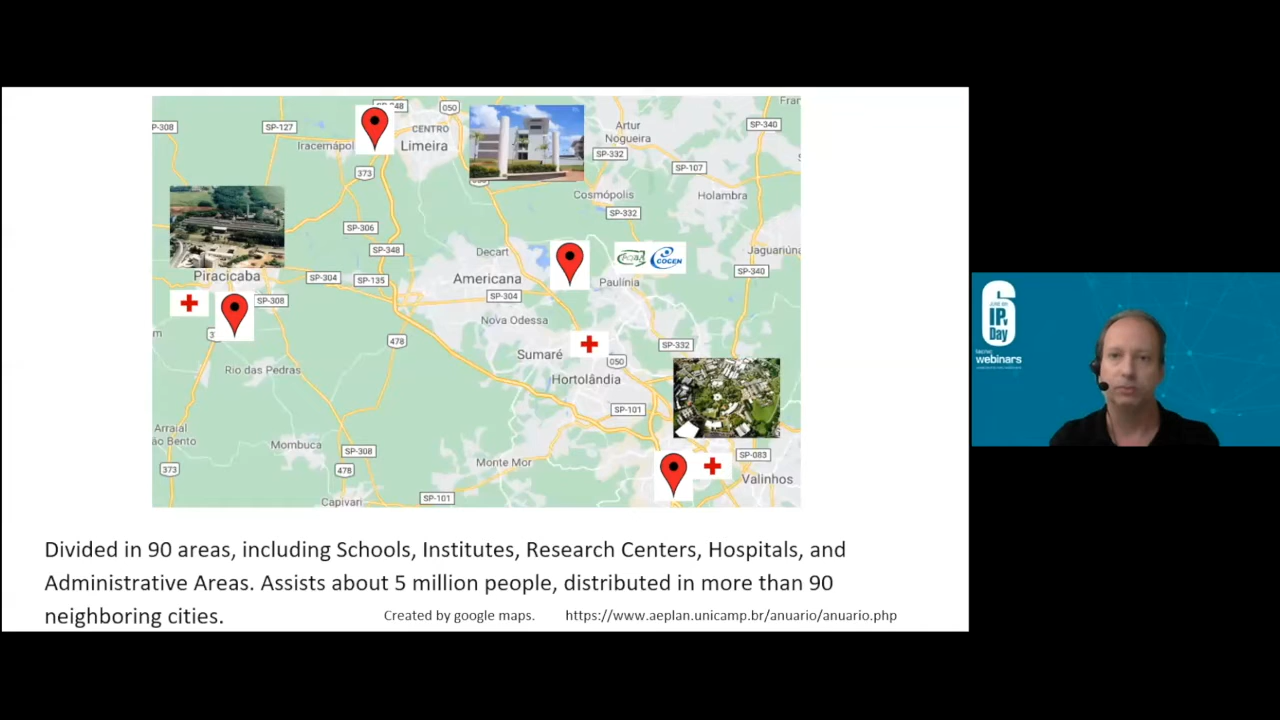 SP-348
050
Fran
P-308
SP-127
CENTRO
Limeira
Iracemápol
Artur
Nogueira
SP-340
SP-332
373
SP-107
Cosmópolis
Holambra
SP-332
SP-306
SP-348
Decart
Jaguariúna
COCEN
SP-340
Piracicaba
SP-304
SP-135
Americana
Paulínia
SP-308
SP-304
Nova Odessa
478
SP-332
Sumaré
050
Rio das Pedras
Hortolândia
SP-101
Arraial
ão Bento
Mombuca
SP-308
SP-083
373
478
Monte Mor
Valinhos
Capivari
SP-101
Divided in 90 areas, including Schools, Institutes, Research Centers, Hospitals, and
Administrative Areas. Assists about 5 million people, distributed in more than 90
neighboring cities.
Created by google maps.
https://www.aeplan.unicamp.br/anuario/anuario.php
6
IPv
Day
webinars